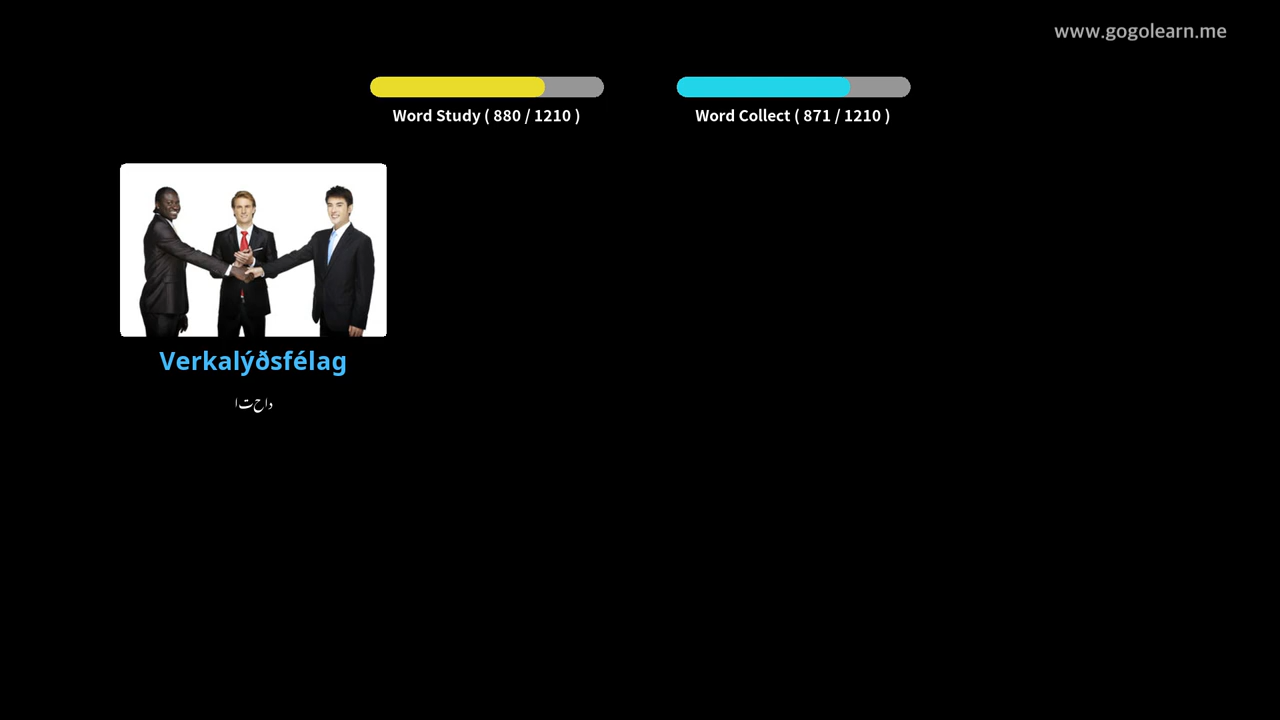 www.gogolearn.me
Word Study ( 880 / 1210 )
Word Collect ( 871 / 1210 )
Verkalýðsfélag
اتحاد